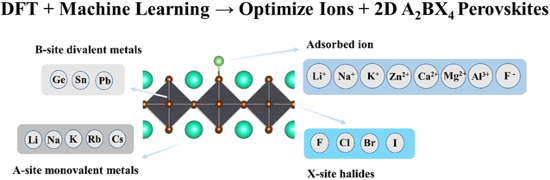 DFT + Machine Learning → Optimize Ions + 2D A₂BX₄ Perovskites
B-site divalent metals
Ge Sn Pb
Adsorbed ion
Li⁺ Na⁺ K⁺ Zn²⁺ Ca²⁺ Mg²⁺ Al³⁺ F⁻
Li Na K Rb Cs
A-site monovalent metals
F Cl Br I
X-site halides